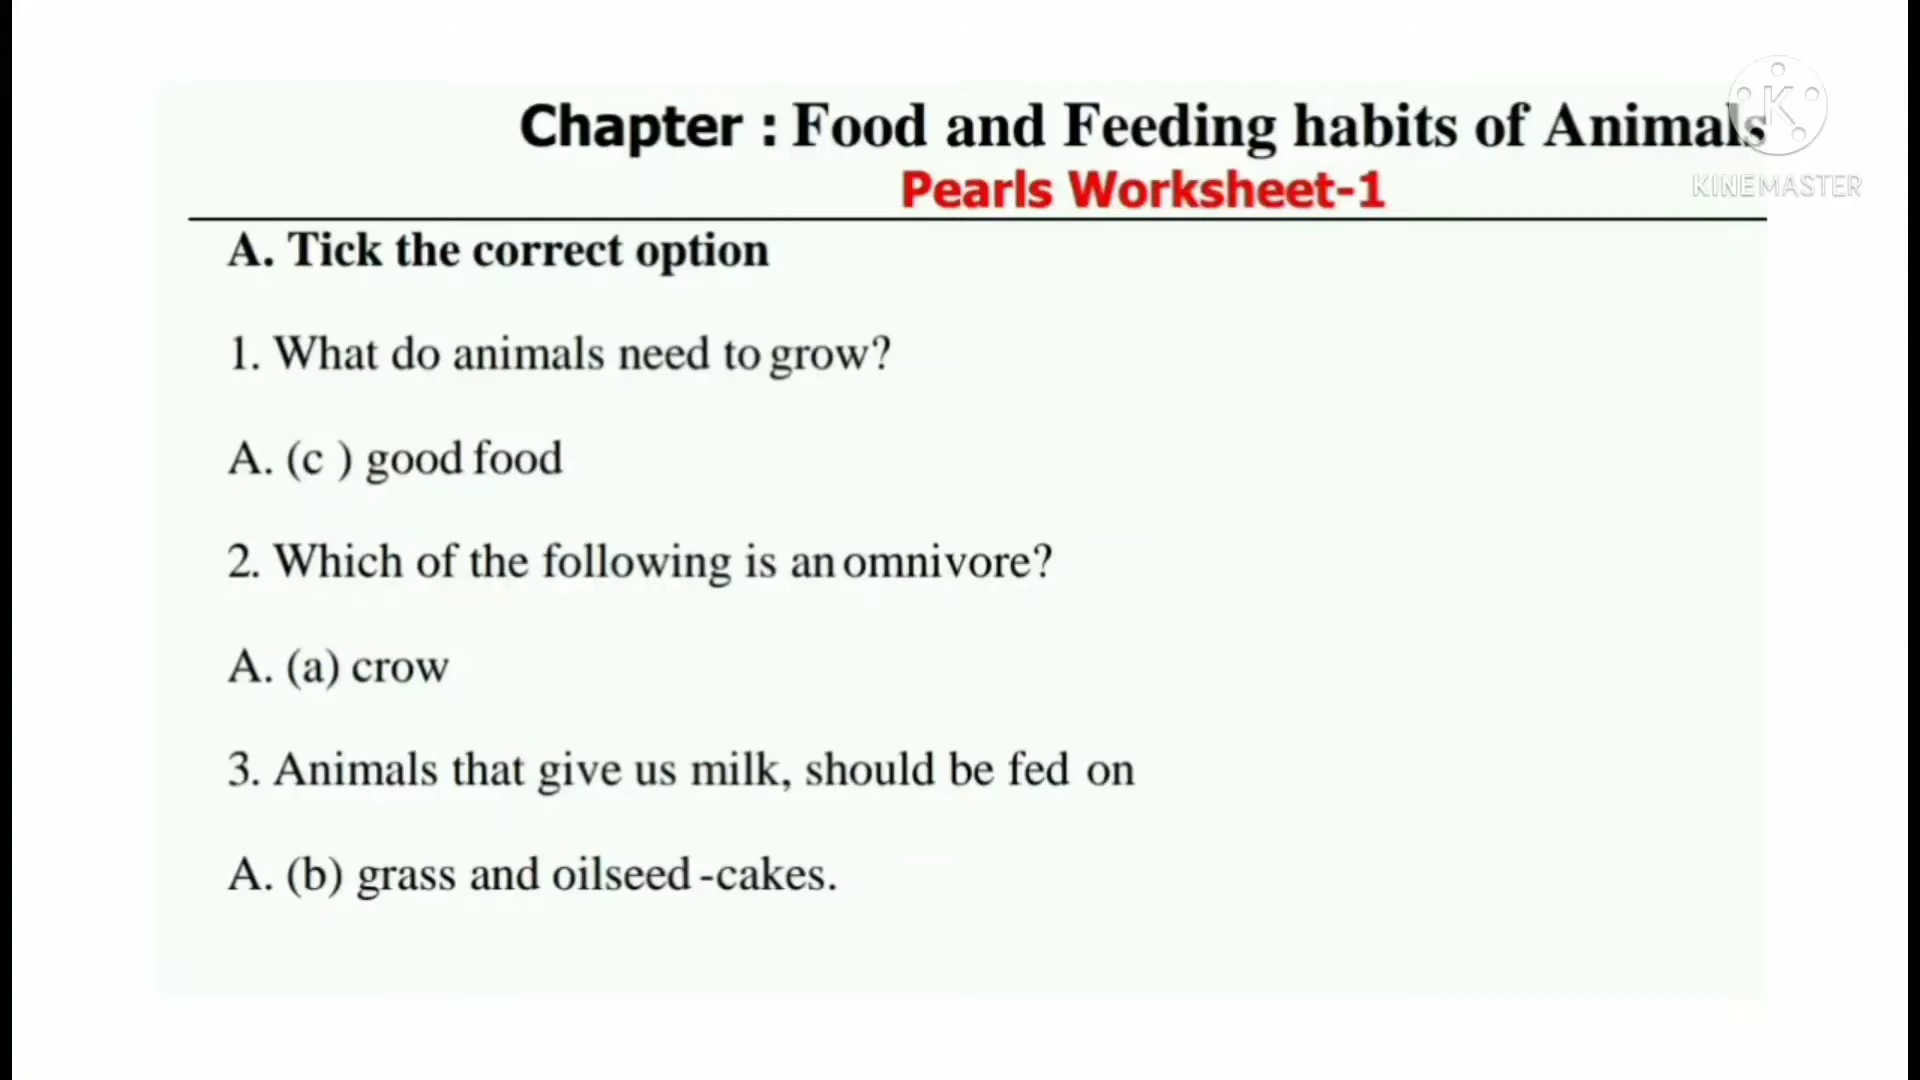 Chapter : Food and Feeding habits of Animals
Pearls Worksheet-1
KINEMASTER
A. Tick the correct option
1. What do animals need to grow?
A. (c ) good food
2. Which of the following is an omnivore?
A. (a) crow
3. Animals that give us milk, should be fed on
A. (b) grass and oilseed -cakes.